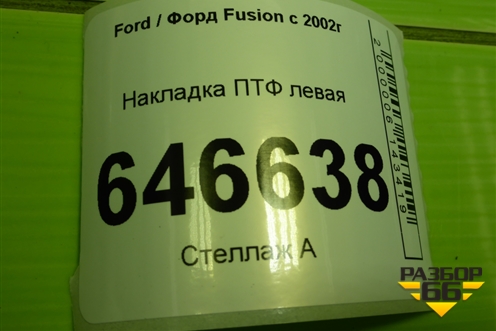 Ford / Форд Fusion с 2002г
Накладка ПТФ левая
646638
Стеллаж А
2000006143419
РАЗБОР
66